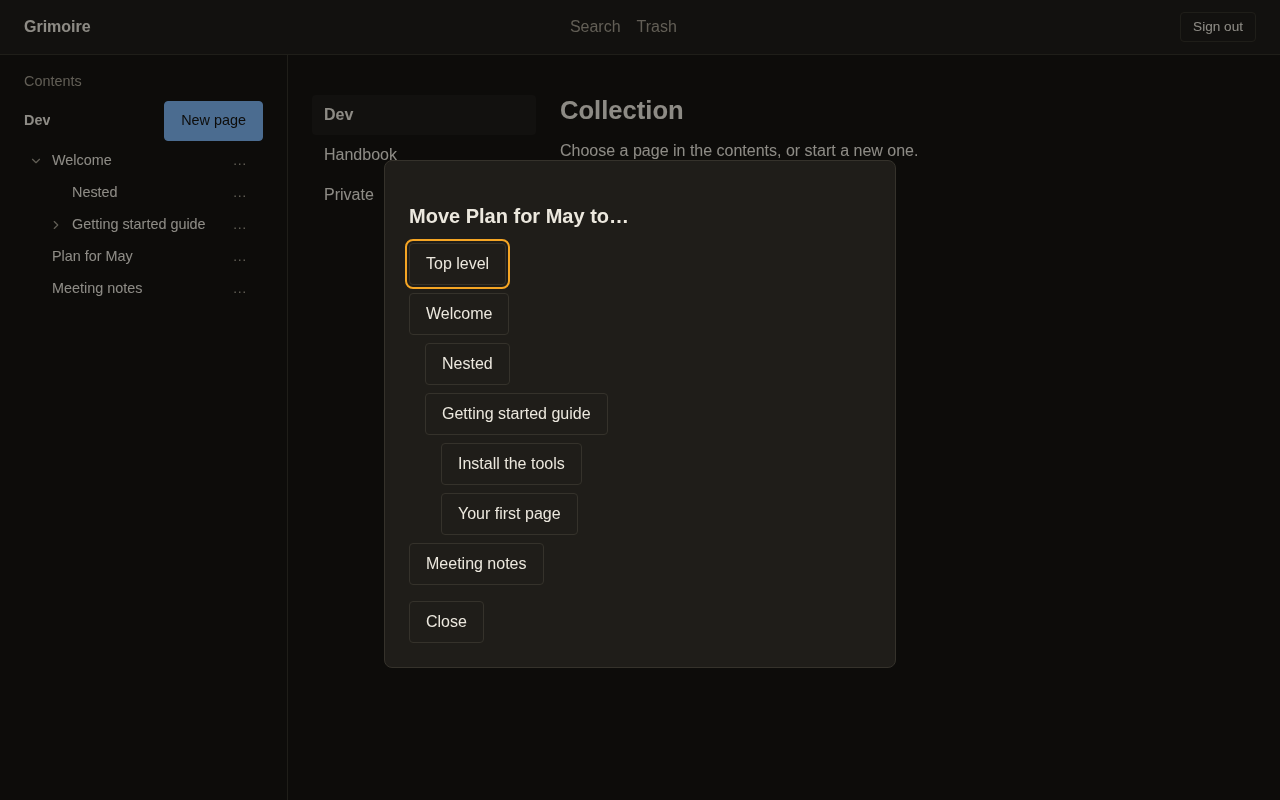 Grimoire
Search
Trash
Sign out
Contents
Dev
New page
Welcome
...
Nested
...
Getting started guide
...
Plan for May
...
Meeting notes
...
Dev
Handbook
Private
Collection
Choose a page in the contents, or start a new one.
Move Plan for May to…
Top level
Welcome
Nested
Getting started guide
Install the tools
Your first page
Meeting notes
Close